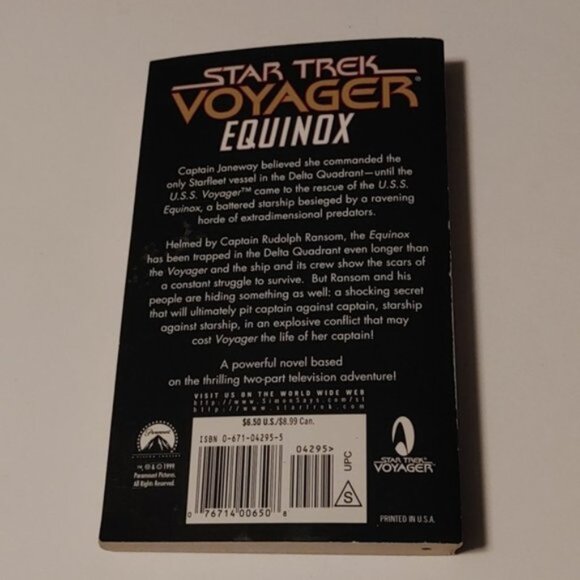 STAR TREK
VOYAGER®
EQUINOX
Captain Janeway believed she commanded the
only Starfleet vessel in the Delta Quadrant—until the
U.S.S. Voyager™ came to the rescue of the U.S.S.
Equinox, a battered starship besieged by a ravening
horde of extradimensional predators.
Helmed by Captain Rudolph Ransom, the Equinox
has been trapped in the Delta Quadrant even longer than
the Voyager and the ship and its crew show the scars of
a constant struggle to survive. But Ransom and his
people are hiding something as well: a shocking secret
that will ultimately pit captain against captain, starship
against starship, in an explosive conflict that may
cost Voyager the life of her captain!
A powerful novel based
on the thrilling two-part television adventure!
VISIT US ON THE WORLD WIDE WEB
http://www.SimonSays.com/st
http://www.startrek.com
$6.50 U.S./$8.99 Can.
ISBN 0-671-04295-5
04295>
UPC
S
0 76714 00650 8
Paramount
™, ® & © 1999
Paramount Pictures.
All Rights Reserved.
STAR TREK
VOYAGER
PRINTED IN U.S.A.